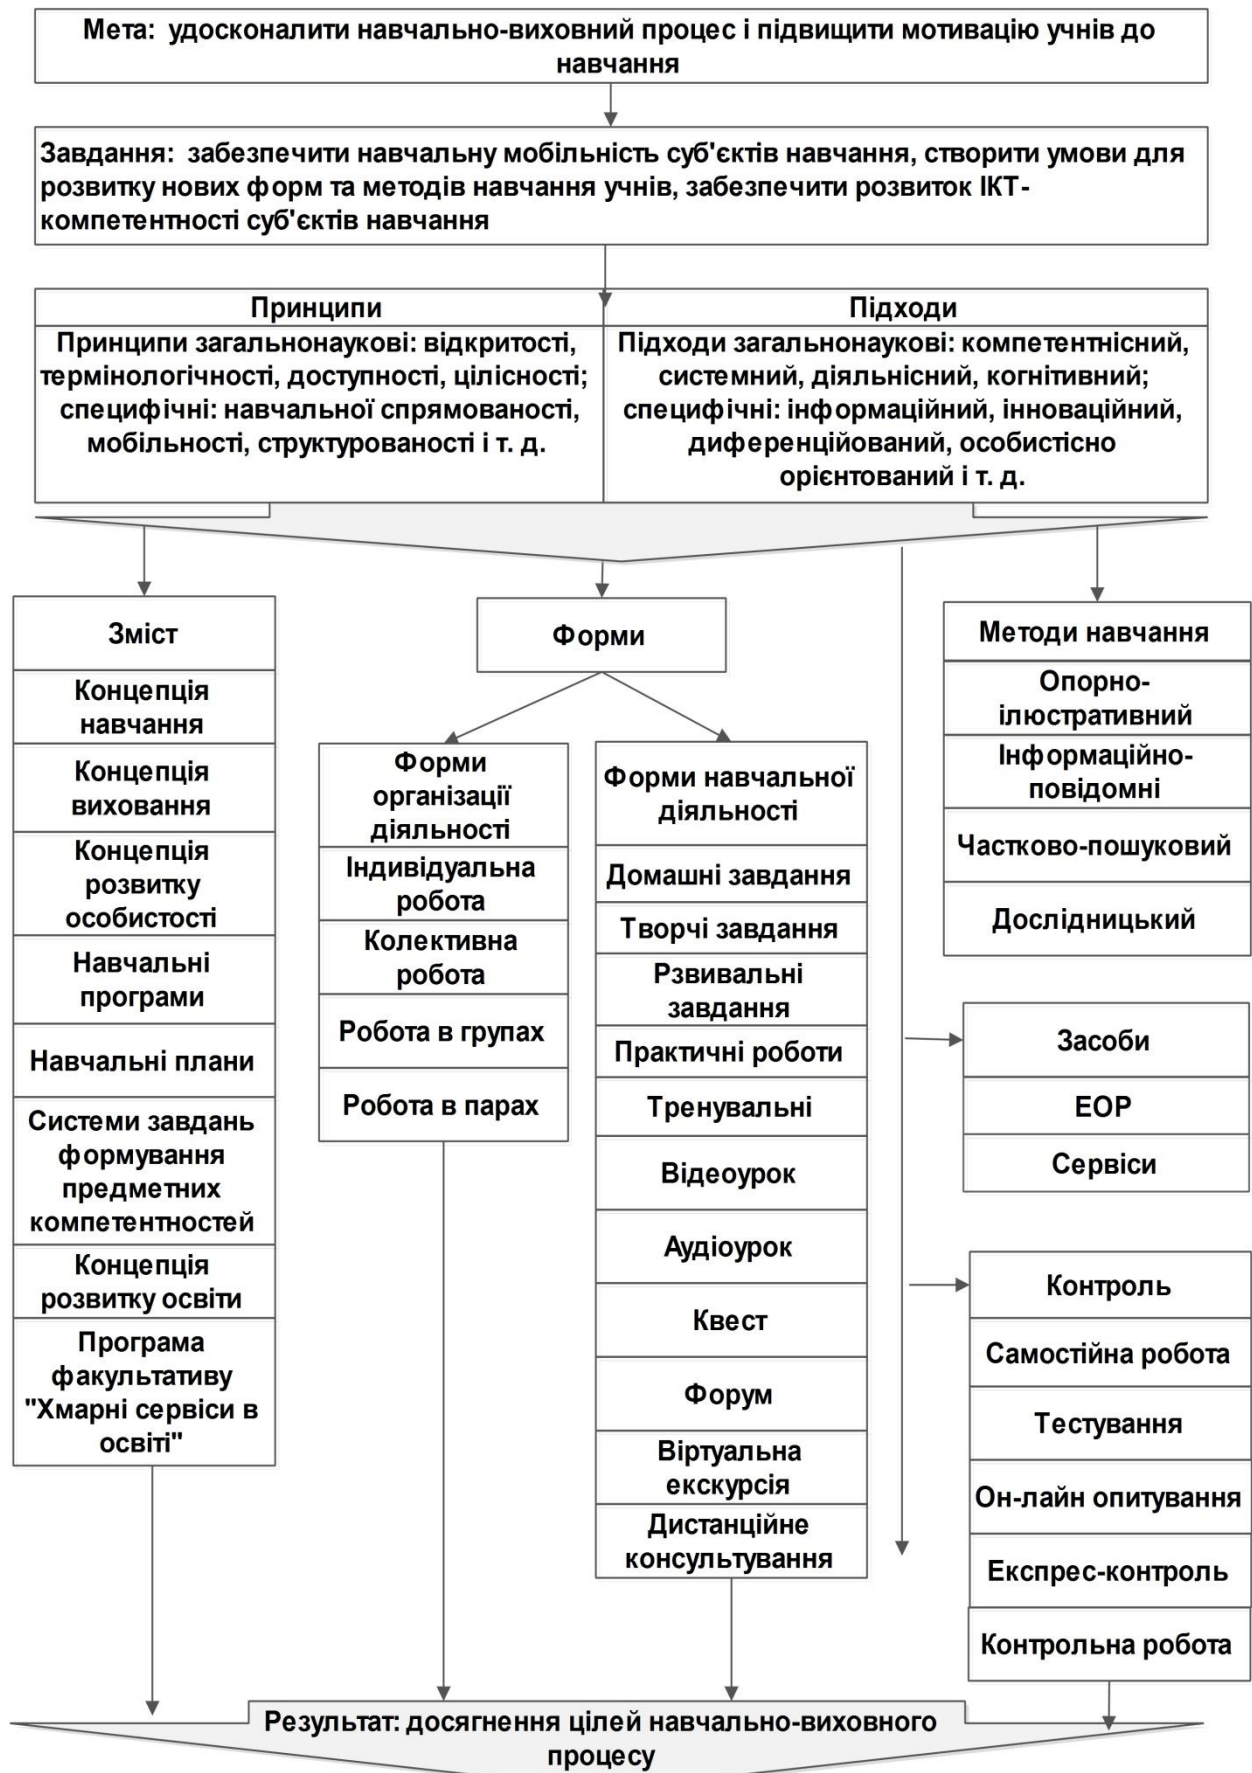 Мета: удосконалити навчально-виховний процес і підвищити мотивацію учнів до
навчання
Завдання: забезпечити навчальну мобільність суб'єктів навчання, створити умови для
розвитку нових форм та методів навчання учнів, забезпечити розвиток ІКТ-
компетентності суб'єктів навчання
Принципи
Принципи загальнонаукові: відкритості,
термінологічності, доступності, цілісності;
специфічні: навчальної спрямованості,
мобільності, структурованості і т. д.
Підходи
Підходи загальнонаукові: компетентнісний,
системний, діяльнісний, когнітивний;
специфічні: інформаційний, інноваційний,
диференційований, особистісно
орієнтований і т. д.
Зміст
Концепція
навчання
Концепція
виховання
Концепція
розвитку
особистості
Навчальні
програми
Навчальні плани
Системи завдань
формування
предметних
компетентностей
Концепція
розвитку освіти
Програма
факультативу
"Хмарні сервіси в
освіті"
Форми
Форми
організації
діяльності
Індивідуальна
робота
Колективна
робота
Робота в групах
Робота в парах
Форми навчальної
діяльності
Домашні завдання
Творчі завдання
Рзвивальні
завдання
Практичні роботи
Тренувальні
Відеоурок
Аудіоурок
Квест
Форум
Віртуальна
екскурсія
Дистанційне
консультування
Методи навчання
Опорно-
ілюстративний
Інформаційно-
повідомні
Частково-пошуковий
Дослідницький
Засоби
ЕОР
Сервіси
Контроль
Самостійна робота
Тестування
Он-лайн опитування
Експрес-контроль
Контрольна робота
Результат: досягнення цілей навчально-виховного
процесу